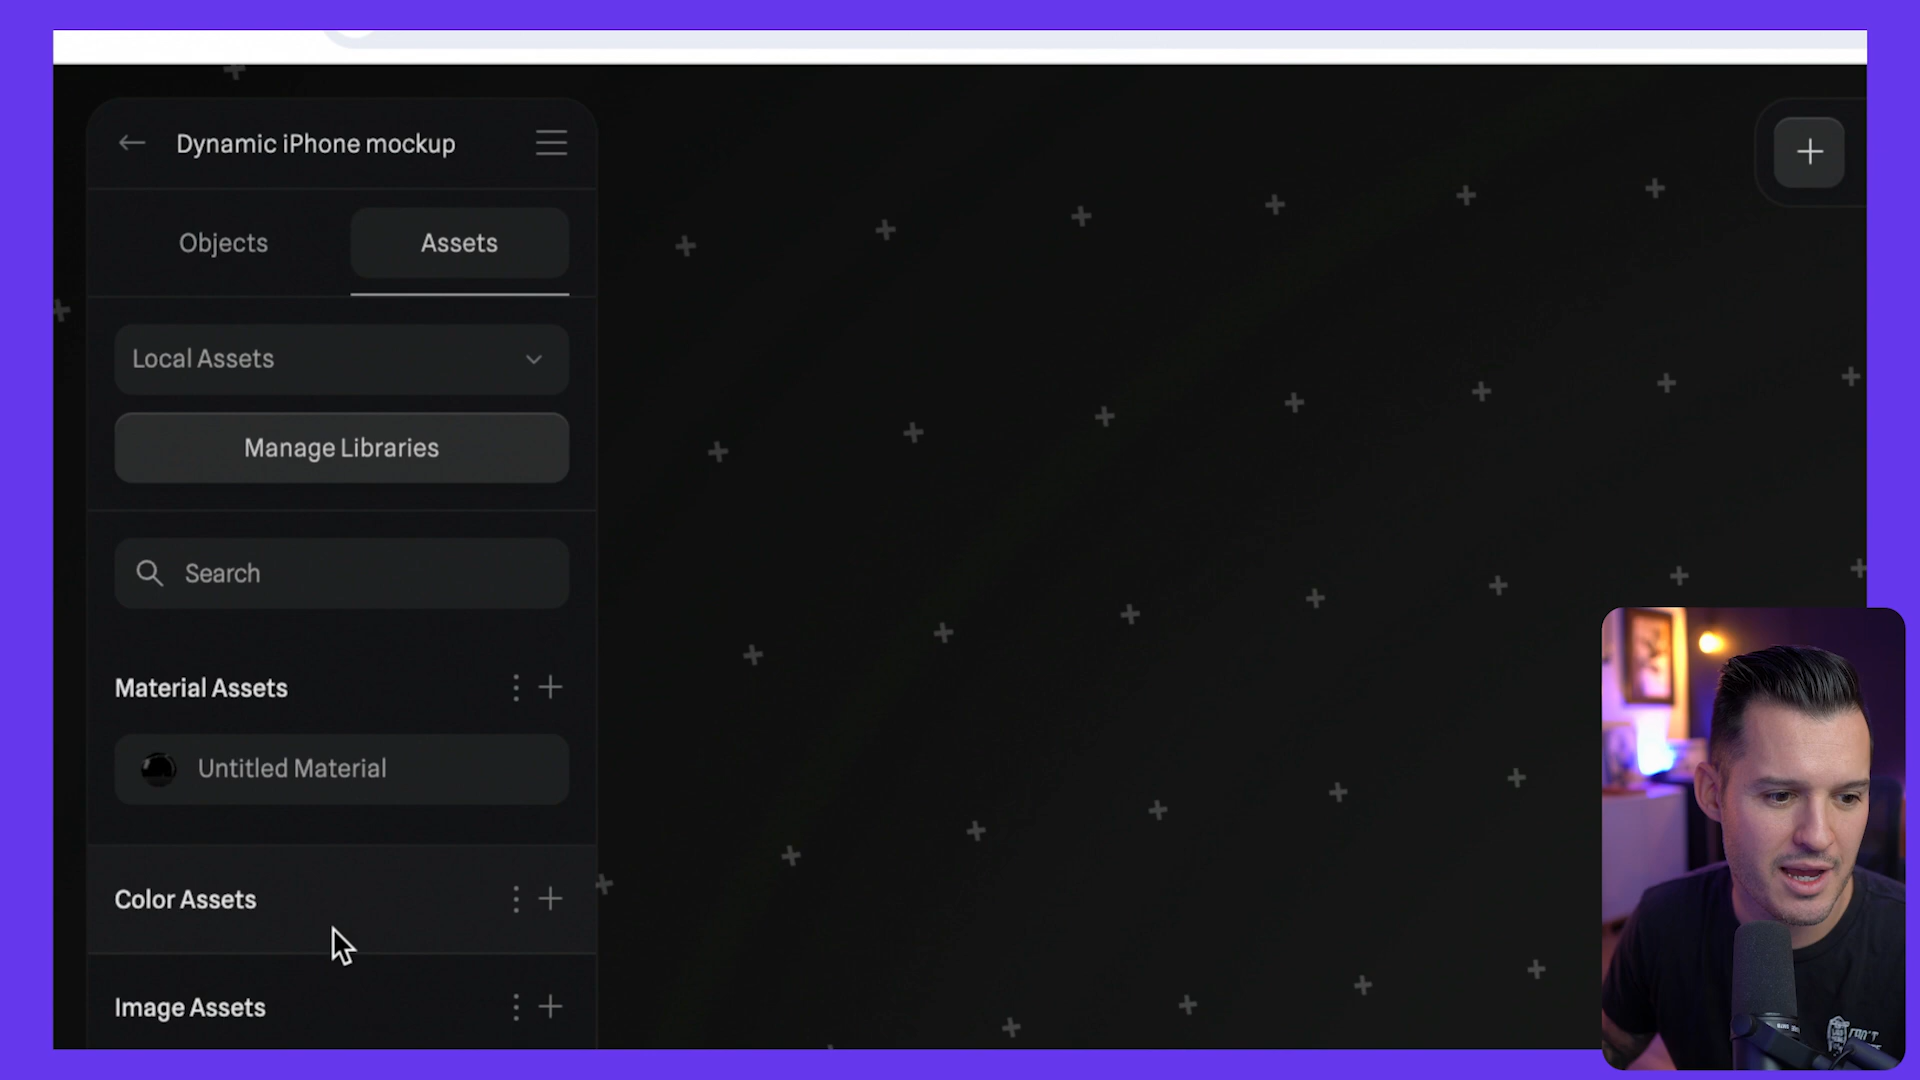 Dynamic iPhone mockup
Objects
Assets
Local Assets
Manage Libraries
Search
Material Assets
Untitled Material
Color Assets
Image Assets